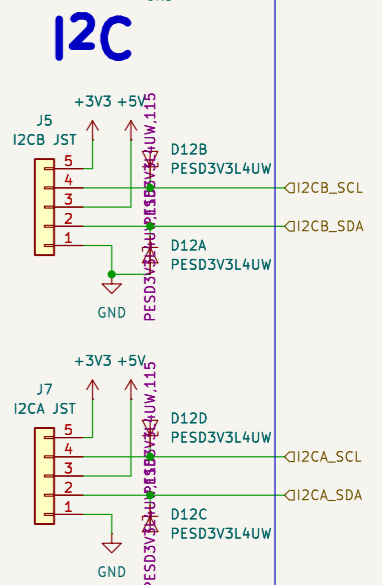 GND
I2C
+3V3 +5V
J5
I2CB JST
5
4
3
2
1
D12B
PESD3V3L4UW
I2CB_SCL
I2CB_SDA
D12A
PESD3V3L4UW
GND
+3V3 +5V
J7
I2CA JST
5
4
3
2
1
D12D
PESD3V3L4UW
I2CA_SCL
I2CA_SDA
D12C
PESD3V3L4UW
GND